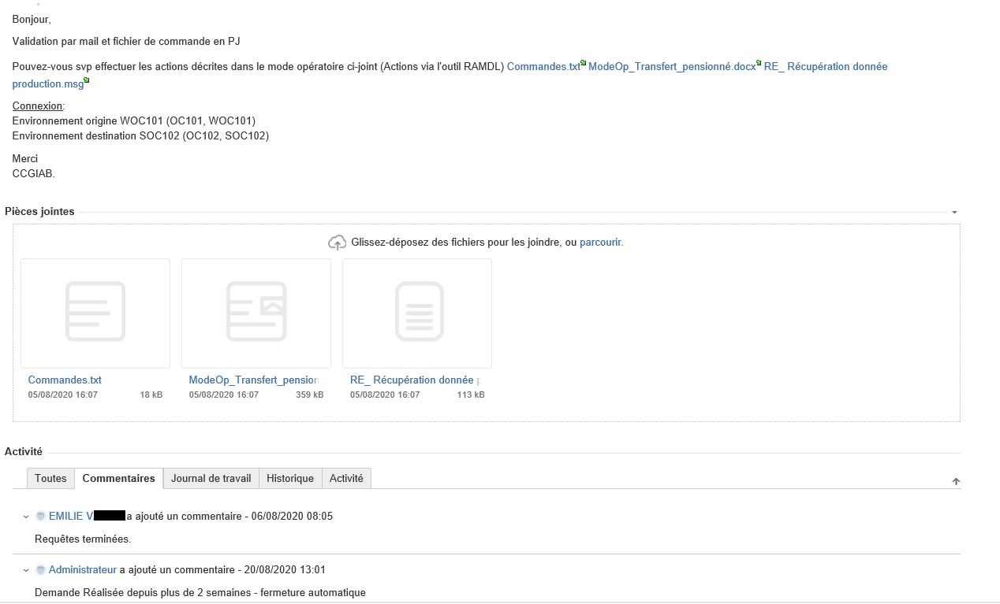 Bonjour,
Validation par mail et fichier de commande en PJ
Pouvez-vous svp effectuer les actions décrites dans le mode opératoire ci-joint (Actions via l'outil RAMDL) Commandes.txt ModeOp_Transfert_pensionné.docx RE_ Récupération donnée
production.msg
Connexion:
Environnement origine WOC101 (OC101, WOC101)
Environnement destination SOC102 (OC102, SOC102)
Merci
CCGIAB.
Pièces jointes
Glissez-déposez des fichiers pour les joindre, ou parcourir.
Commandes.txt ModeOp_Transfert_pension RE_ Récupération donnée p
05/08/2020 16:07 18 kB 05/08/2020 16:07 359 kB 05/08/2020 16:07 113 kB
Activité
Toutes Commentaires Journal de travail Historique Activité
EMILIE V a ajouté un commentaire - 06/08/2020 08:05
Requêtes terminées.
Administrateur a ajouté un commentaire - 20/08/2020 13:01
Demande Réalisée depuis plus de 2 semaines - fermeture automatique